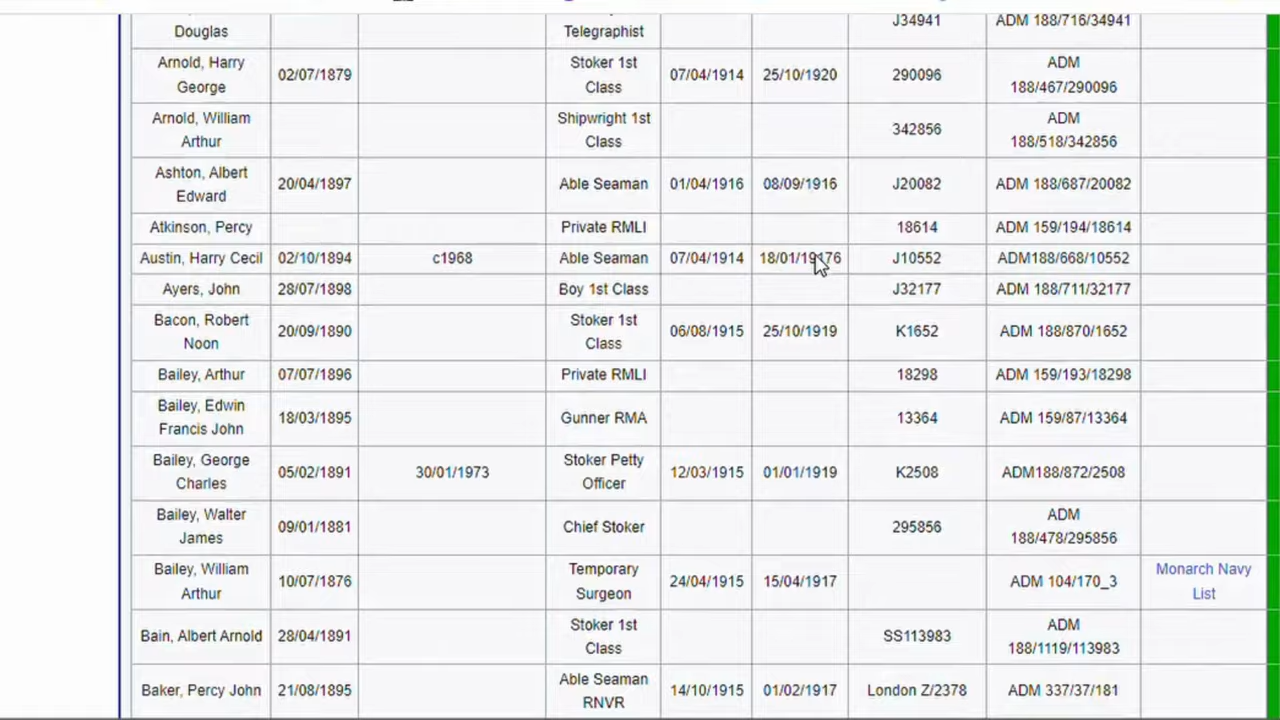 Douglas Telegraphist J34941 ADM 188/716/34941
Arnold, Harry George 02/07/1879 Stoker 1st Class 07/04/1914 25/10/1920 290096 ADM 188/467/290096
Arnold, William Arthur Shipwright 1st Class 342856 ADM 188/518/342856
Ashton, Albert Edward 20/04/1897 Able Seaman 01/04/1916 08/09/1916 J20082 ADM 188/687/20082
Atkinson, Percy Private RMLI 18614 ADM 159/194/18614
Austin, Harry Cecil 02/10/1894 c1968 Able Seaman 07/04/1914 18/01/19176 J10552 ADM188/668/10552
Ayers, John 28/07/1898 Boy 1st Class J32177 ADM 188/711/32177
Bacon, Robert Noon 20/09/1890 Stoker 1st Class 06/08/1915 25/10/1919 K1652 ADM 188/870/1652
Bailey, Arthur 07/07/1896 Private RMLI 18298 ADM 159/193/18298
Bailey, Edwin Francis John 18/03/1895 Gunner RMA 13364 ADM 159/87/13364
Bailey, George Charles 05/02/1891 30/01/1973 Stoker Petty Officer 12/03/1915 01/01/1919 K2508 ADM188/872/2508
Bailey, Walter James 09/01/1881 Chief Stoker 295856 ADM 188/478/295856
Bailey, William Arthur 10/07/1876 Temporary Surgeon 24/04/1915 15/04/1917 ADM 104/170_3 Monarch Navy List
Bain, Albert Arnold 28/04/1891 Stoker 1st Class SS113983 ADM 188/1119/113983
Baker, Percy John 21/08/1895 Able Seaman RNVR 14/10/1915 01/02/1917 London Z/2378 ADM 337/37/181